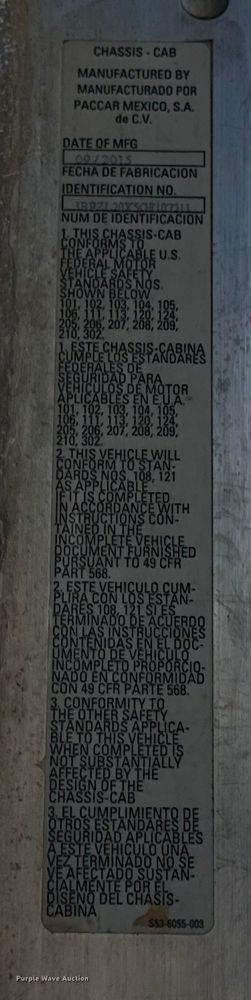 CHASSIS - CAB
MANUFACTURED BY
MANUFACTURADO POR
PACCAR MEXICO, S.A.
de C.V.
DATE OF MFG
09/2015
FECHA DE FABRICACION
IDENTIFICATION NO.
NUM DE IDENTIFICACION
1. THIS CHASSIS-CAB
CONFORMS TO
THE APPLICABLE U.S.
FEDERAL MOTOR
VEHICLE SAFETY
STANDARDS NOS.
SHOWN BELOW
101, 102, 103, 104, 105,
106, 111, 113, 120, 124,
205, 206, 207, 208, 209,
210, 302.
1. ESTE CHASSIS-CABINA
CUMPLE LOS ESTANDARES
FEDERALES DE
SEGURIDAD PARA
VEHICULOS DE MOTOR
APLICABLES EN E.U.A.
101, 102, 103, 104, 105,
106, 111, 113, 120, 124,
205, 206, 207, 208, 209,
210, 302.
2. THIS VEHICLE WILL
CONFORM TO STAN-
DARDS NOS. 108, 121
AS APPLICABLE
IF IT IS COMPLETED
IN ACCORDANCE WITH
INSTRUCTIONS CON-
TAINED IN THE
INCOMPLETE VEHICLE
DOCUMENT FURNISHED
PURSUANT TO 49 CFR
PART 568.
2. ESTE VEHICULO CUM-
PLIRA CON LOS ESTAN-
DARES 108, 121 SI ES
TERMINADO DE ACUERDO
CON LAS INSTRUCCIONES
CONTENIDAS EN EL DOC-
UMENTO DE VEHICULO
INCOMPLETO PROPORCIO-
NADO EN CONFORMIDAD
CON 49 CFR PARTE 568.
3. CONFORMITY TO
THE OTHER SAFETY
STANDARDS APPLICA-
BLE TO THIS VEHICLE
WHEN COMPLETED IS
NOT SUBSTANTIALLY
AFFECTED BY THE
DESIGN OF THE
CHASSIS-CAB
3. EL CUMPLIMIENTO DE
OTROS ESTANDARES DE
SEGURIDAD APLICABLES
A ESTE VEHICULO UNA
VEZ TERMINADO NO SE
VE AFECTADO SUSTAN-
CIALMENTE POR EL
DISENO DEL CHASIS-
CABINA
S53-6055-003
Purple Wave Auction